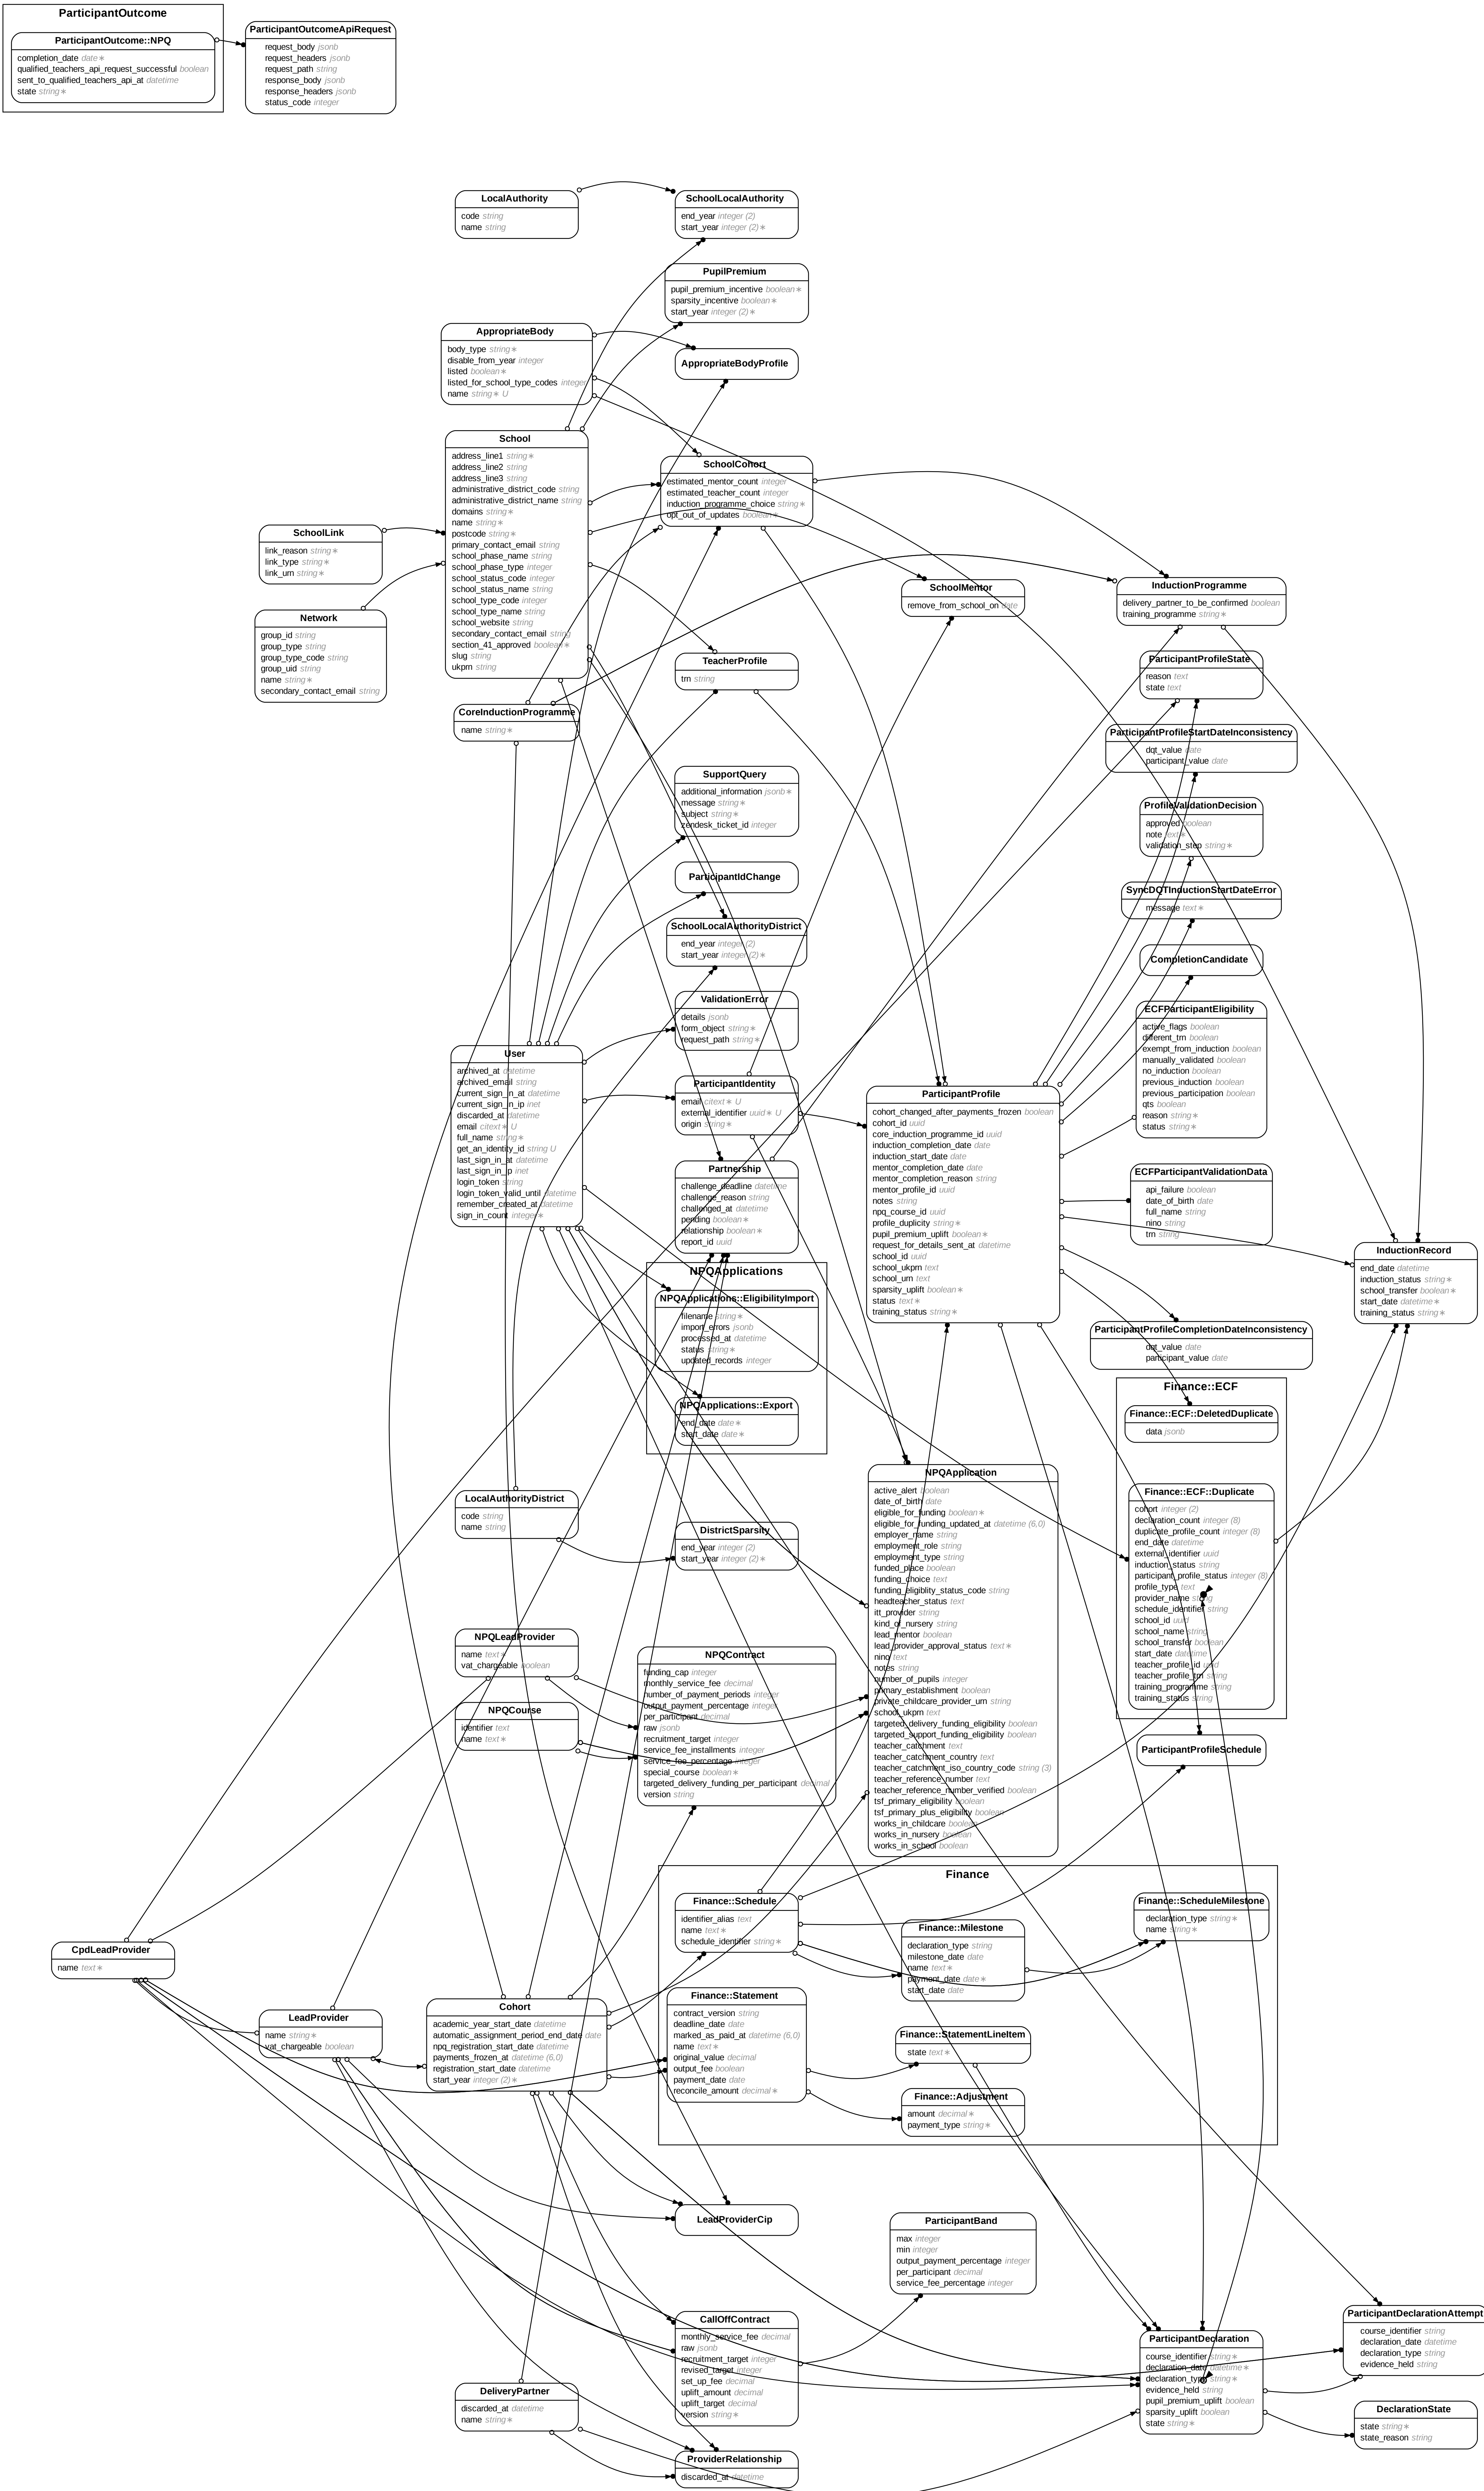 ParticipantOutcome
ParticipantOutcome::NPQ
completion_date date ∗
qualified_teachers_api_request_successful boolean
sent_to_qualified_teachers_api_at datetime
state string ∗
ParticipantOutcomeApiRequest
request_body jsonb
request_headers jsonb
request_path string
response_body jsonb
response_headers jsonb
status_code integer
LocalAuthority
code string
name string
SchoolLocalAuthority
end_year integer (2)
start_year integer (2) ∗
PupilPremium
pupil_premium_incentive boolean ∗
sparsity_incentive boolean ∗
start_year integer (2) ∗
AppropriateBody
body_type string ∗
disable_from_year integer
listed boolean ∗
listed_for_school_type_codes integer
name string ∗ U
AppropriateBodyProfile
School
address_line1 string ∗
address_line2 string
address_line3 string
administrative_district_code string
administrative_district_name string
domains string ∗
name string ∗
postcode string ∗
primary_contact_email string
school_phase_name string
school_phase_type integer
school_status_code integer
school_status_name string
school_type_code integer
school_type_name string
school_website string
secondary_contact_email string
section_41_approved boolean ∗
slug string
ukprn string
SchoolCohort
estimated_mentor_count integer
estimated_teacher_count integer
induction_programme_choice string ∗
opt_out_of_updates boolean ∗
SchoolLink
link_reason string ∗
link_type string ∗
link_urn string ∗
Network
group_id string
group_type string
group_type_code string
group_uid string
name string ∗
secondary_contact_email string
SchoolMentor
remove_from_school_on date
InductionProgramme
delivery_partner_to_be_confirmed boolean
training_programme string ∗
TeacherProfile
trn string
ParticipantProfileState
reason text
state text
CoreInductionProgramme
name string ∗
ParticipantProfileStartDateInconsistency
dqt_value date
participant_value date
SupportQuery
additional_information jsonb ∗
message string ∗
subject string ∗
zendesk_ticket_id integer
ProfileValidationDecision
approved boolean
note text ∗
validation_step string ∗
ParticipantIdChange
SyncDQTInductionStartDateError
message text ∗
SchoolLocalAuthorityDistrict
end_year integer (2)
start_year integer (2) ∗
CompletionCandidate
ValidationError
details jsonb
form_object string ∗
request_path string ∗
ECFParticipantEligibility
active_flags boolean
different_trn boolean
exempt_from_induction boolean
manually_validated boolean
no_induction boolean
previous_induction boolean
previous_participation boolean
qts boolean
reason string ∗
status string ∗
User
archived_at datetime
archived_email string
current_sign_in_at datetime
current_sign_in_ip inet
discarded_at datetime
email citext ∗ U
full_name string ∗
get_an_identity_id string U
last_sign_in_at datetime
last_sign_in_ip inet
login_token string
login_token_valid_until datetime
remember_created_at datetime
sign_in_count integer ∗
ParticipantIdentity
email citext ∗ U
external_identifier uuid ∗ U
origin string ∗
ParticipantProfile
cohort_changed_after_payments_frozen boolean
cohort_id uuid
core_induction_programme_id uuid
induction_completion_date date
induction_start_date date
mentor_completion_date date
mentor_completion_reason string
mentor_profile_id uuid
notes string
npq_course_id uuid
profile_duplicity string ∗
pupil_premium_uplift boolean ∗
request_for_details_sent_at datetime
school_id uuid
school_ukprn text
school_urn text
sparsity_uplift boolean ∗
status text ∗
training_status string ∗
Partnership
challenge_deadline datetime
challenge_reason string
challenged_at datetime
pending boolean ∗
relationship boolean ∗
report_id uuid
ECFParticipantValidationData
api_failure boolean
date_of_birth date
full_name string
nino string
trn string
InductionRecord
end_date datetime
induction_status string ∗
school_transfer boolean ∗
start_date datetime ∗
training_status string ∗
NPQApplications
NPQApplications::EligibilityImport
filename string ∗
import_errors jsonb
processed_at datetime
status string ∗
updated_records integer
NPQApplications::Export
end_date date ∗
start_date date ∗
ParticipantProfileCompletionDateInconsistency
dqt_value date
participant_value date
Finance::ECF
Finance::ECF::DeletedDuplicate
data jsonb
Finance::ECF::Duplicate
cohort integer (2)
declaration_count integer (8)
duplicate_profile_count integer (8)
end_date datetime
external_identifier uuid
induction_status string
participant_profile_status integer (8)
profile_type text
provider_name string
schedule_identifier string
school_id uuid
school_name string
school_transfer boolean
start_date datetime
teacher_profile_id uuid
teacher_profile_trn string
training_programme string
training_status string
NPQApplication
active_alert boolean
date_of_birth date
eligible_for_funding boolean ∗
eligible_for_funding_updated_at datetime (6,0)
employer_name string
employment_role string
employment_type string
funded_place boolean
funding_choice text
funding_eligiblity_status_code string
headteacher_status text
itt_provider string
kind_of_nursery string
lead_mentor boolean
lead_provider_approval_status text ∗
nino text
notes string
number_of_pupils integer
primary_establishment boolean
private_childcare_provider_urn string
school_ukprn text
targeted_delivery_funding_eligibility boolean
targeted_support_funding_eligibility boolean
teacher_catchment text
teacher_catchment_country text
teacher_catchment_iso_country_code string (3)
teacher_reference_number text
teacher_reference_number_verified boolean
tsf_primary_eligibility boolean
tsf_primary_plus_eligibility boolean
works_in_childcare boolean
works_in_nursery boolean
works_in_school boolean
LocalAuthorityDistrict
code string
name string
DistrictSparsity
end_year integer (2)
start_year integer (2) ∗
NPQLeadProvider
name text ∗
vat_chargeable boolean
NPQContract
funding_cap integer
monthly_service_fee decimal
number_of_payment_periods integer
output_payment_percentage integer
per_participant decimal
raw jsonb
recruitment_target integer
service_fee_installments integer
service_fee_percentage integer
special_course boolean ∗
targeted_delivery_funding_per_participant decimal
version string
NPQCourse
identifier text
name text ∗
ParticipantProfileSchedule
Finance
Finance::Schedule
identifier_alias text
name text ∗
schedule_identifier string ∗
Finance::ScheduleMilestone
declaration_type string ∗
name string ∗
Finance::Milestone
declaration_type string
milestone_date date
name text ∗
payment_date date ∗
start_date date
CpdLeadProvider
name text ∗
Finance::Statement
contract_version string
deadline_date date
marked_as_paid_at datetime (6,0)
name text ∗
original_value decimal
output_fee boolean
payment_date date
reconcile_amount decimal ∗
LeadProvider
name string ∗
vat_chargeable boolean
Cohort
academic_year_start_date datetime
automatic_assignment_period_end_date date
npq_registration_start_date datetime
payments_frozen_at datetime (6,0)
registration_start_date datetime
start_year integer (2) ∗
Finance::StatementLineItem
state text ∗
Finance::Adjustment
amount decimal ∗
payment_type string ∗
LeadProviderCip
ParticipantBand
max integer
min integer
output_payment_percentage integer
per_participant decimal
service_fee_percentage integer
CallOffContract
monthly_service_fee decimal
raw jsonb
recruitment_target integer
revised_target integer
set_up_fee decimal
uplift_amount decimal
uplift_target decimal
version string ∗
ParticipantDeclaration
course_identifier string ∗
declaration_date datetime ∗
declaration_type string ∗
evidence_held string
pupil_premium_uplift boolean
sparsity_uplift boolean
state string ∗
ParticipantDeclarationAttempt
course_identifier string
declaration_date datetime
declaration_type string
evidence_held string
DeliveryPartner
discarded_at datetime
name string ∗
DeclarationState
state string ∗
state_reason string
ProviderRelationship
discarded_at datetime